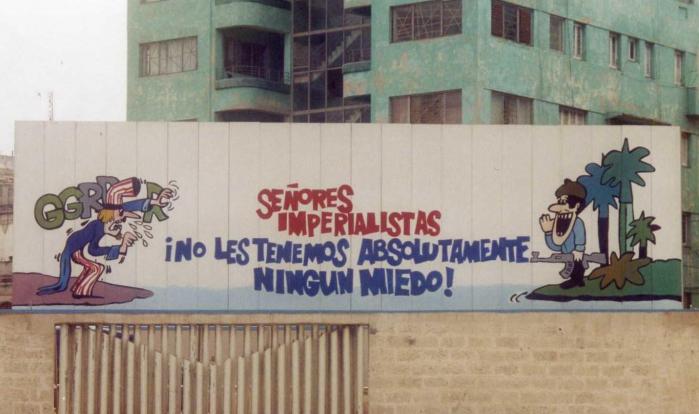 GGRRRR
SEÑORES
IMPERIALISTAS
¡NO LES TENEMOS ABSOLUTAMENTE
NINGUN MIEDO!